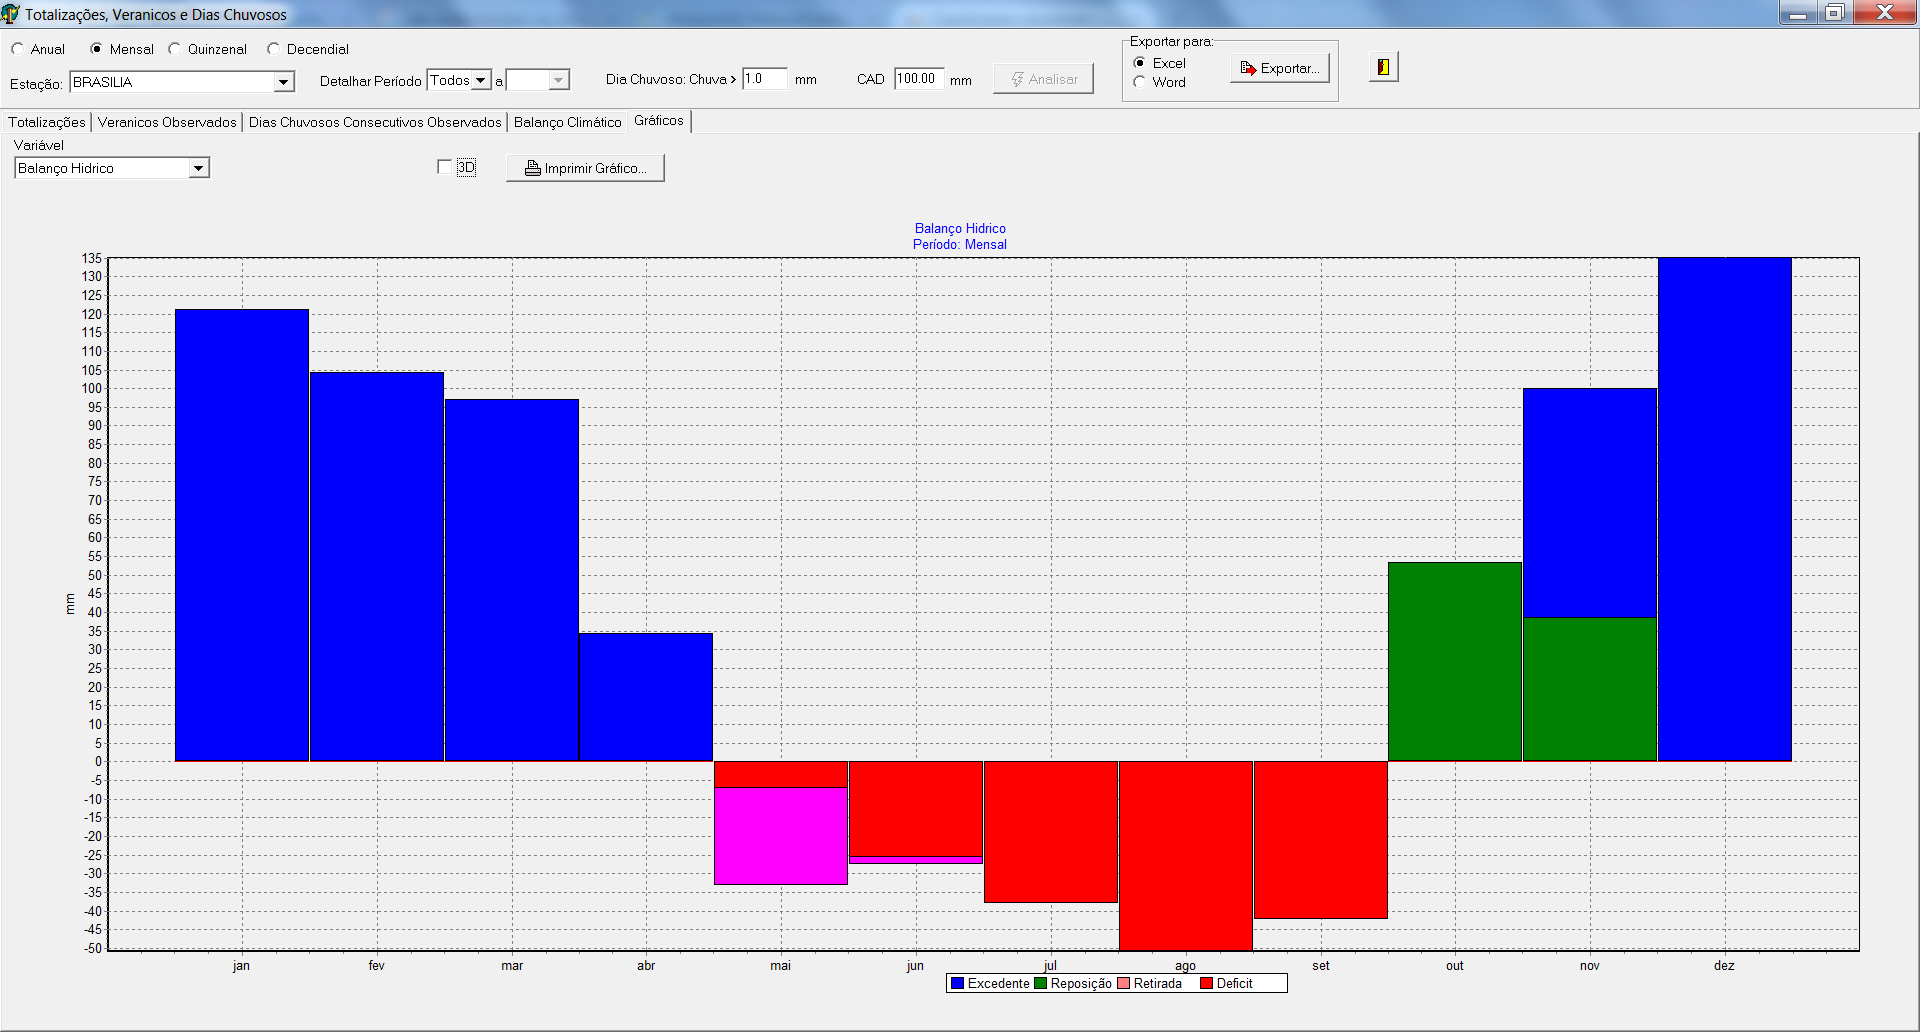 Totalizações, Veranicos e Dias Chuvosos
Anual Mensal Quinzenal Decendial
Estação: BRASILIA Detalhar Período Todos a Dia Chuvoso: Chuva > 1.0 mm CAD 100.00 mm Analisar
Exportar para:
Excel
Word
Exportar...
Totalizações Veranicos Observados Dias Chuvosos Consecutivos Observados Balanço Climático Gráficos
Variável
Balanço Hidrico 3D Imprimir Gráfico...
Balanço Hidrico
Período: Mensal
135
130
125
120
115
110
105
100
95
90
85
80
75
70
65
60
55
50
45
40
35
30
25
20
15
10
5
0
-5
-10
-15
-20
-25
-30
-35
-40
-45
-50
mm
jan fev mar abr mai jun jul ago set out nov dez
Excedente Reposição Retirada Deficit